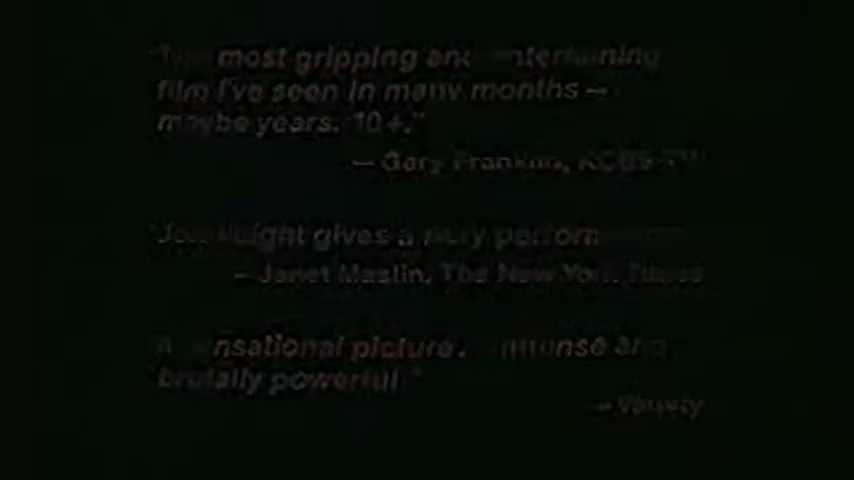 "The most gripping and entertaining
film I've seen in many months –
maybe years. 10+."
– Gary Franklin, KCBS-TV
"Jon Voight gives a fiery performance
– Janet Maslin, The New York Times
sensational picture. intense and
brutally powerful."
– Variety